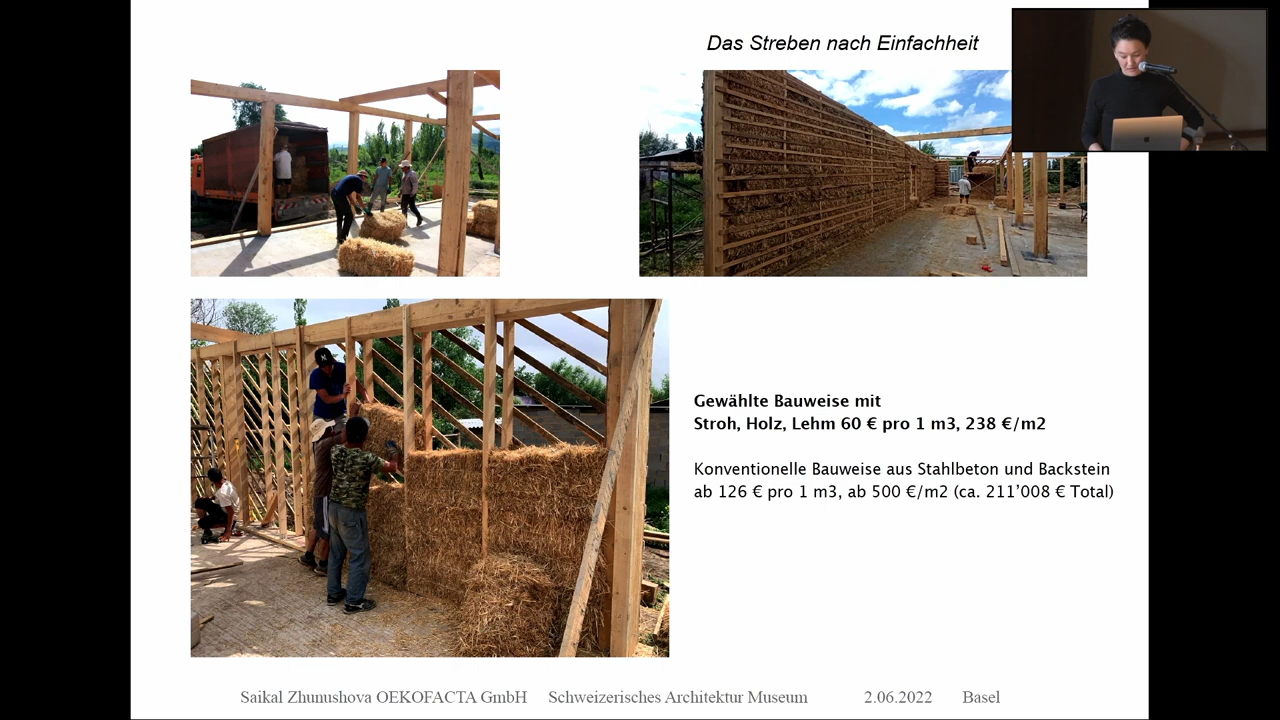 Das Streben nach Einfachheit
Gewählte Bauweise mit
Stroh, Holz, Lehm 60 € pro 1 m3, 238 €/m2
Konventionelle Bauweise aus Stahlbeton und Backstein
ab 126 € pro 1 m3, ab 500 €/m2 (ca. 211’008 € Total)
Saikal Zhunushova OEKOFACTA GmbH Schweizerisches Architektur Museum 2.06.2022 Basel